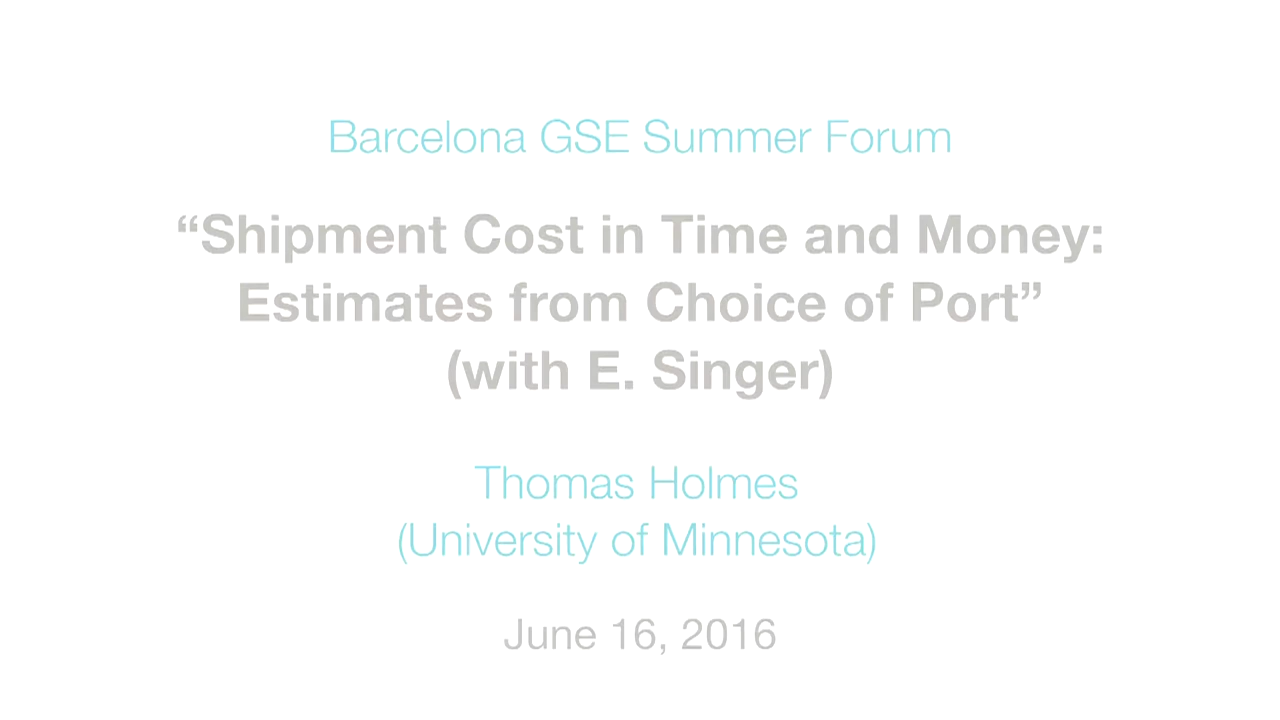 Barcelona GSE Summer Forum
“Shipment Cost in Time and Money:
Estimates from Choice of Port”
(with E. Singer)
Thomas Holmes
(University of Minnesota)
June 16, 2016